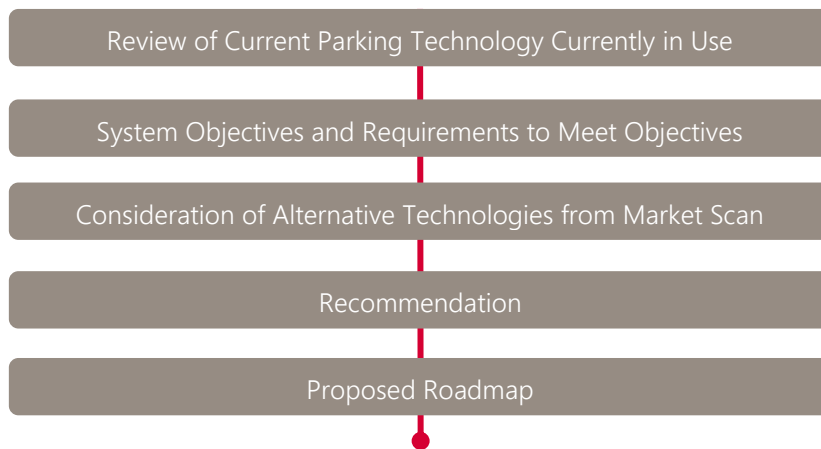 Review of Current Parking Technology Currently in Use
System Objectives and Requirements to Meet Objectives
Consideration of Alternative Technologies from Market Scan
Recommendation
Proposed Roadmap